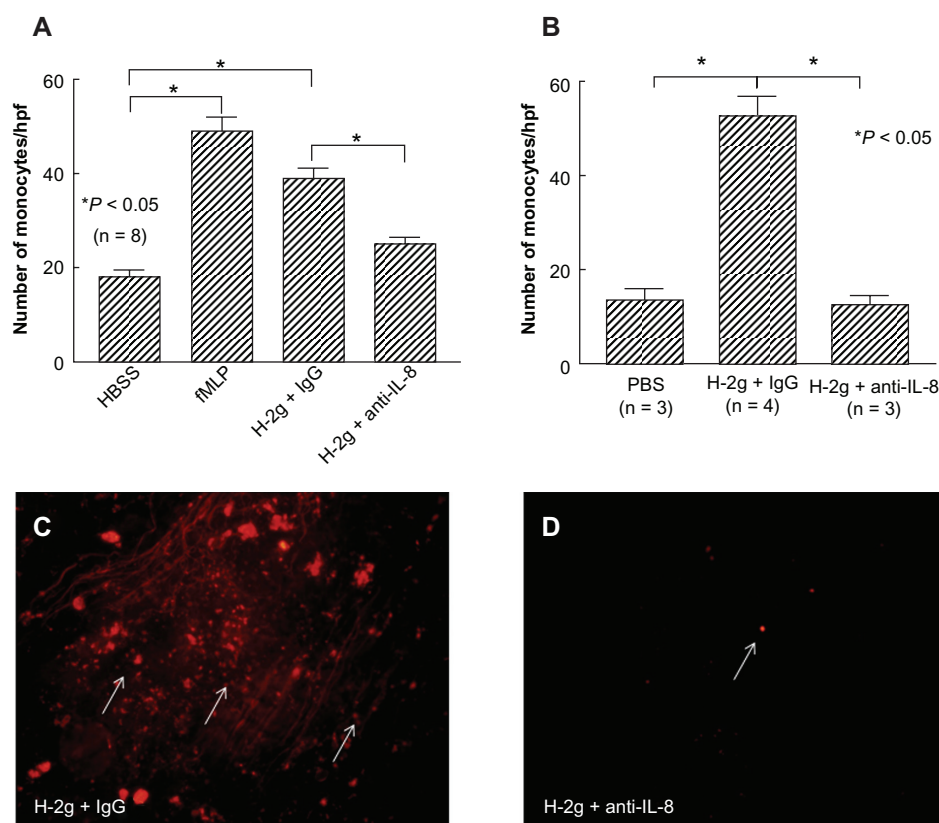 A
Number of monocytes/hpf
60
40
20
0
*
*
*
*P < 0.05
(n = 8)
HBSS
fMLP
H-2g + IgG
H-2g + anti-IL-8
B
Number of monocytes/hpf
60
40
20
0
*
*
*P < 0.05
PBS
(n = 3)
H-2g + IgG
(n = 4)
H-2g + anti-IL-8
(n = 3)
C
H-2g + IgG
D
H-2g + anti-IL-8